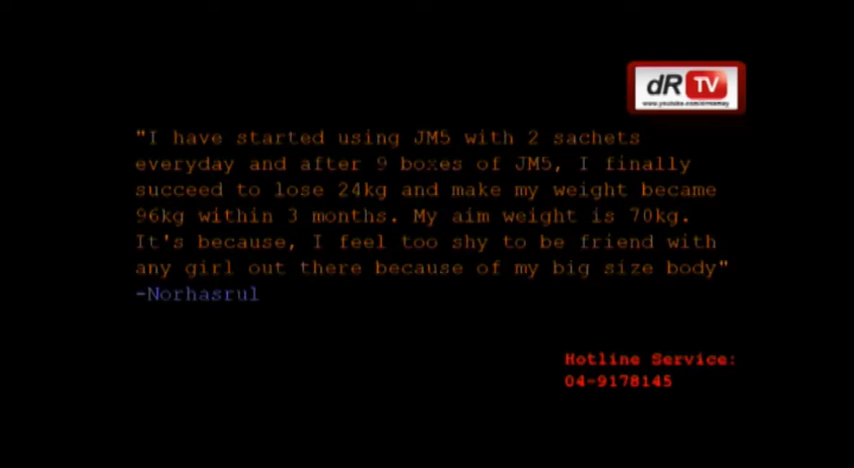 dR TV
"I have started using JM5 with 2 sachets
everyday and after 9 boxes of JM5, I finally
succeed to lose 24kg and make my weight became
96kg within 3 months. My aim weight is 70kg.
It's because, I feel too shy to be friend with
any girl out there because of my big size body"
-Norhasrul
Hotline Service:
04-9178145